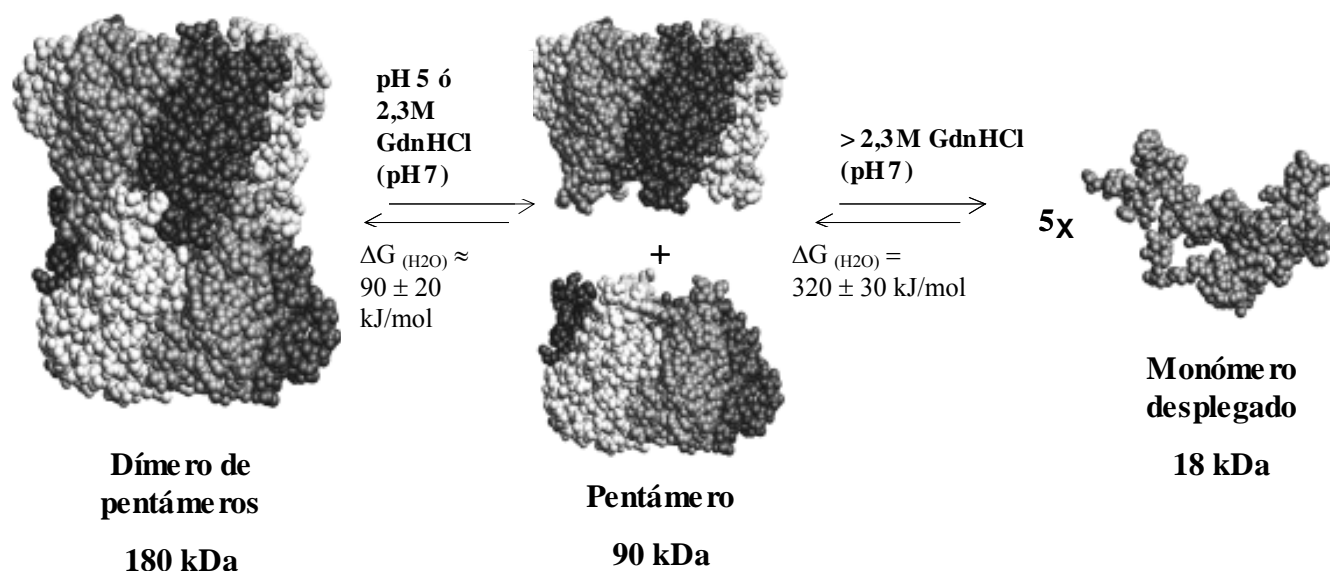 pH 5 ó
2,3M
GdnHCl
(pH 7)
ΔG (H2O) ≈
90 ± 20
kJ/mol
+
> 2,3M GdnHCl
(pH 7)
ΔG (H2O) =
320 ± 30 kJ/mol
5X
Dímero de
pentámeros
180 kDa
Pentámero
90 kDa
Monómero
desplegado
18 kDa